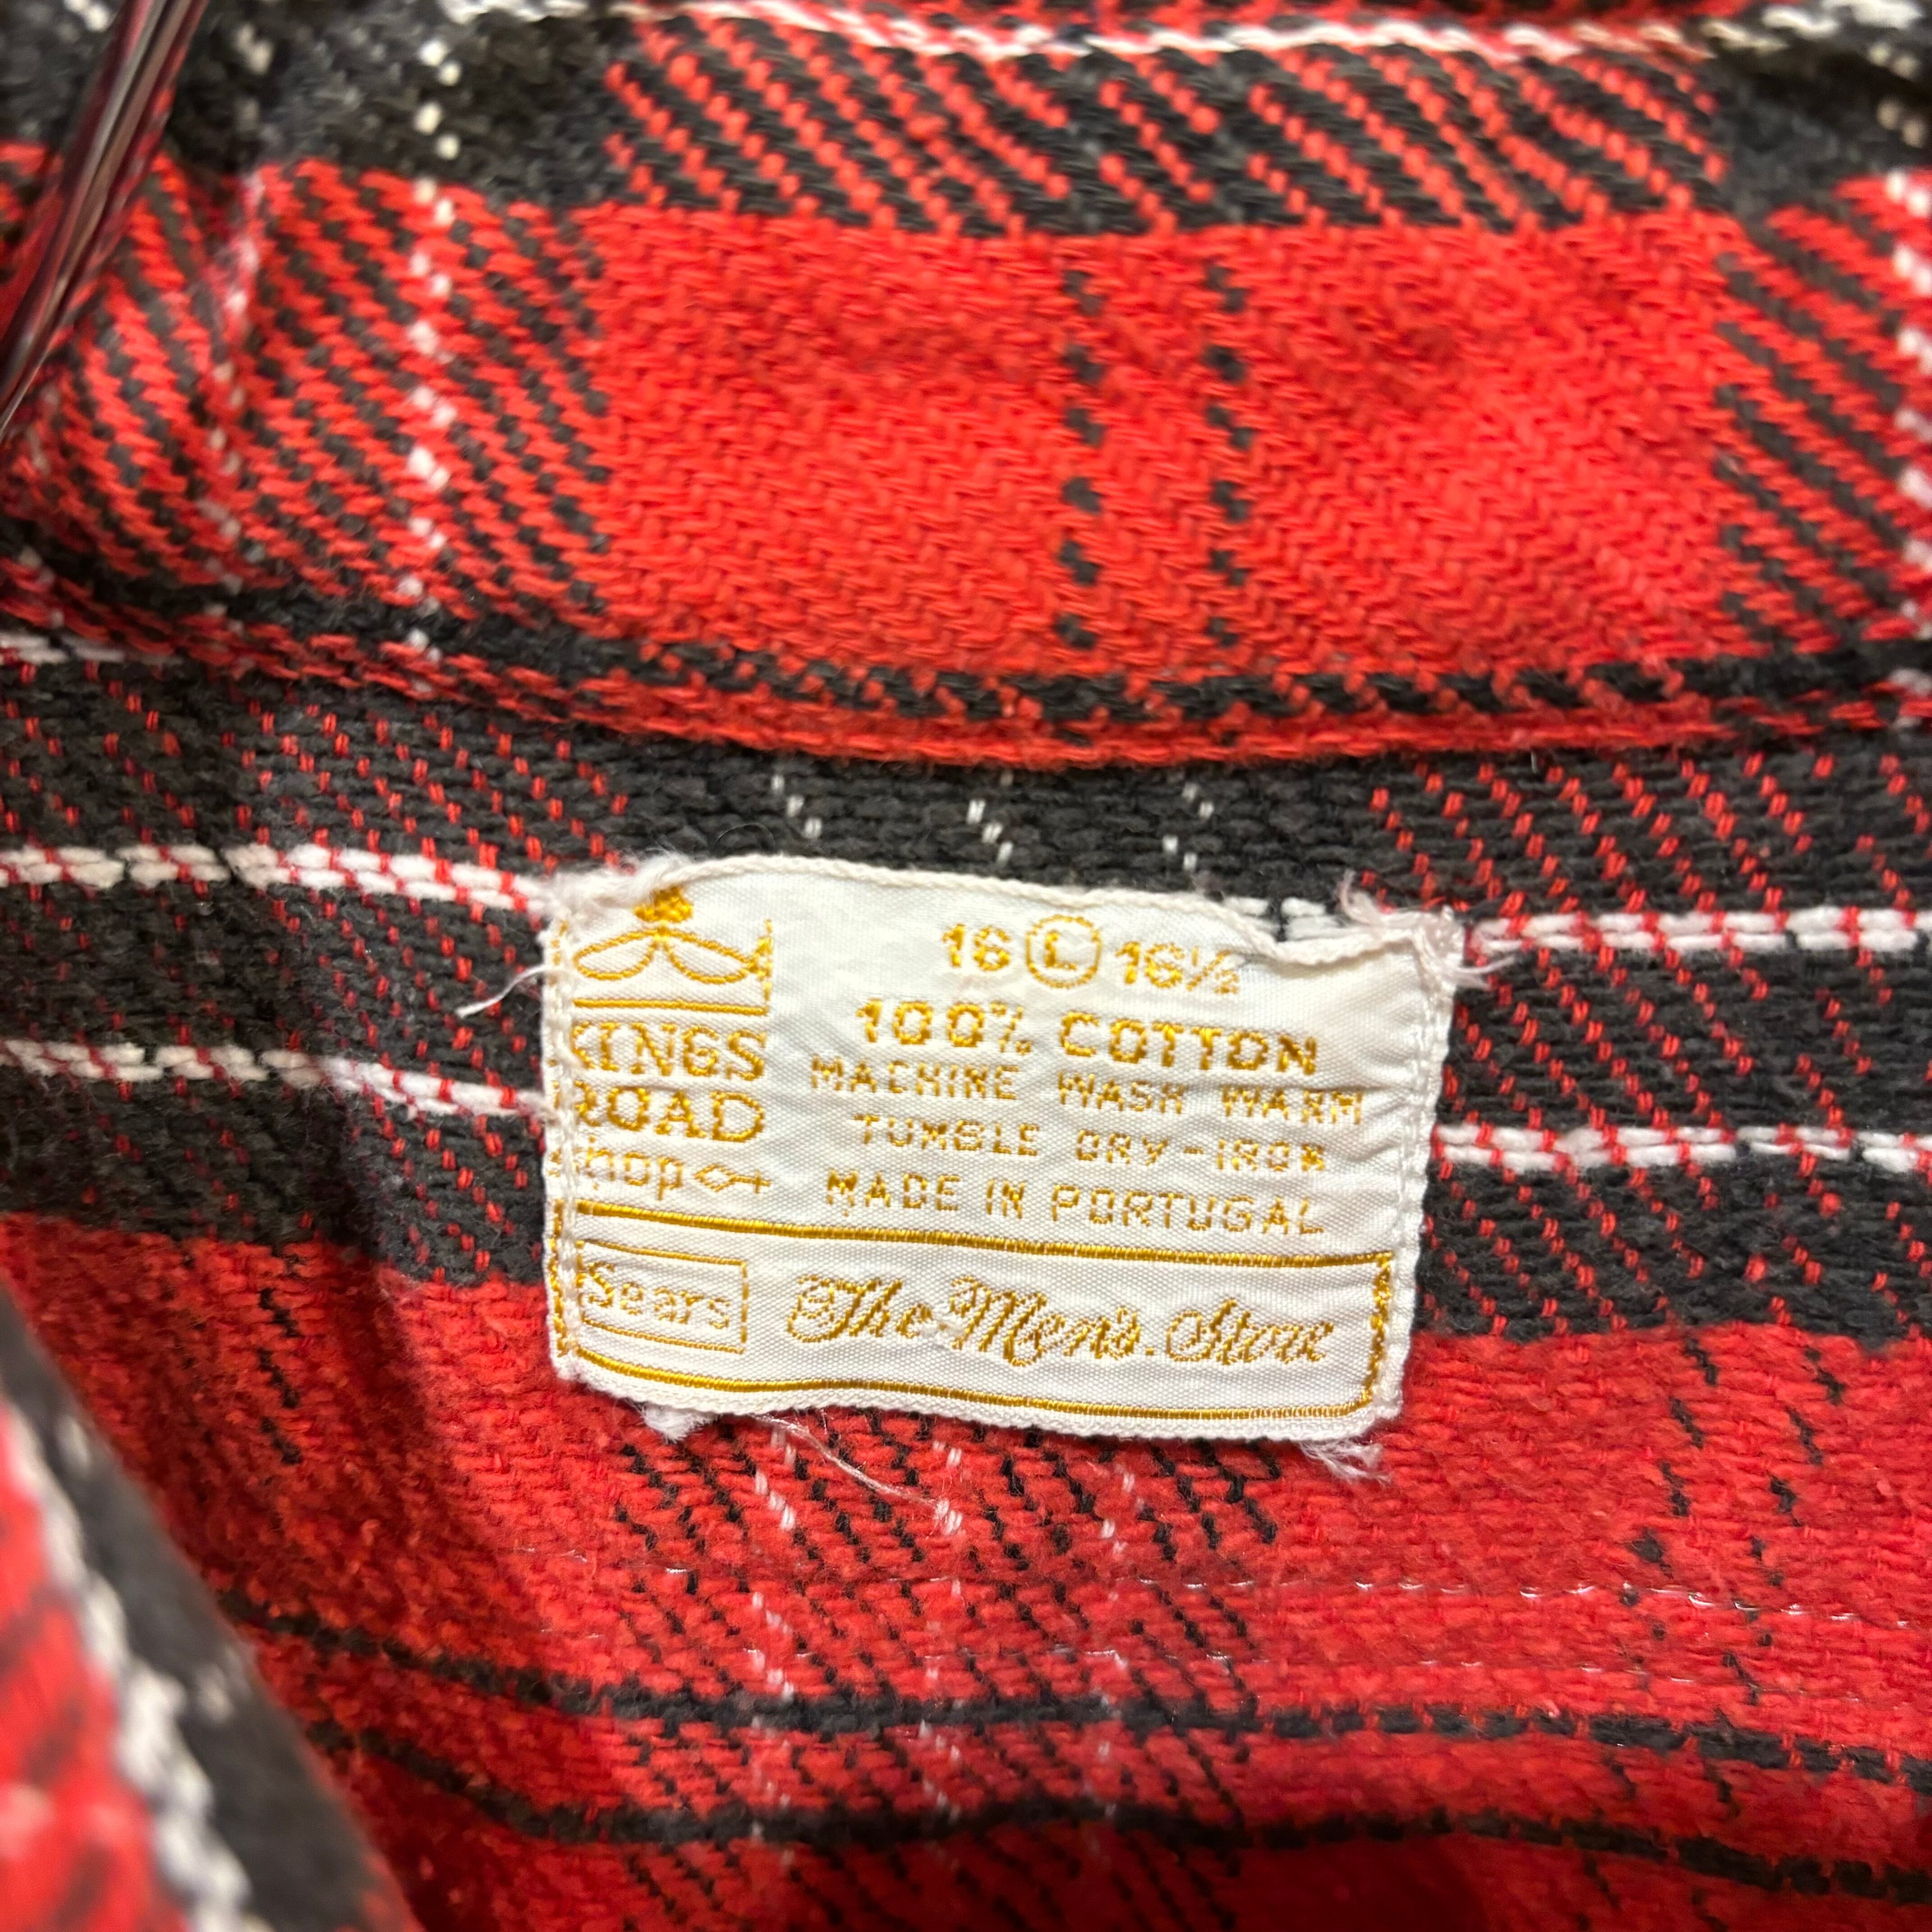 16 L 16½
100% COTTON
MACHINE WASH WARM
TUMBLE DRY-IRON
MADE IN PORTUGAL
KINGS
ROAD
Shop
Sears
The Men's Store